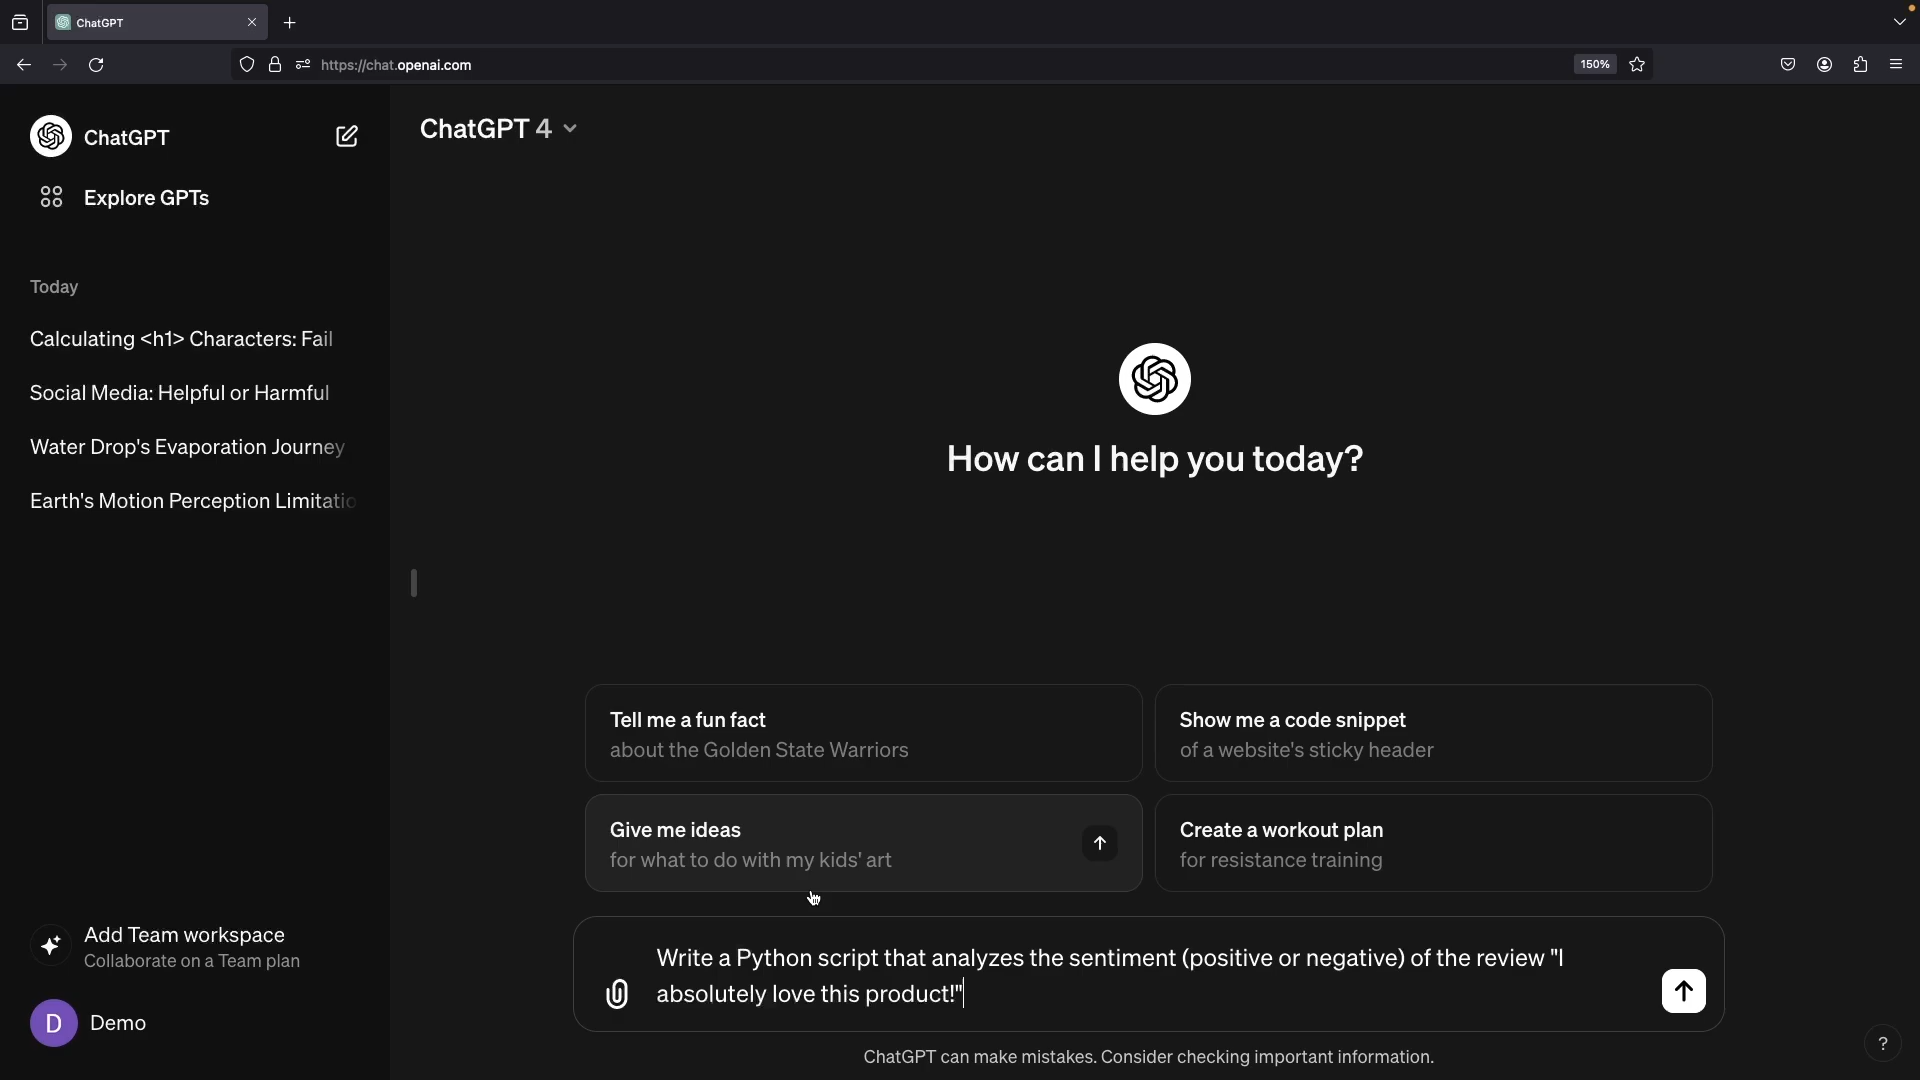 ChatGPT
https://chat.openai.com
150%
ChatGPT
Explore GPTs
Today
Calculating <h1> Characters: Fail
Social Media: Helpful or Harmful
Water Drop's Evaporation Journey
Earth's Motion Perception Limitatio
Add Team workspace
Collaborate on a Team plan
D
Demo
ChatGPT 4
How can I help you today?
Tell me a fun fact
about the Golden State Warriors
Show me a code snippet
of a website's sticky header
Give me ideas
for what to do with my kids' art
Create a workout plan
for resistance training
Write a Python script that analyzes the sentiment (positive or negative) of the review "I
absolutely love this product!"
ChatGPT can make mistakes. Consider checking important information.
?